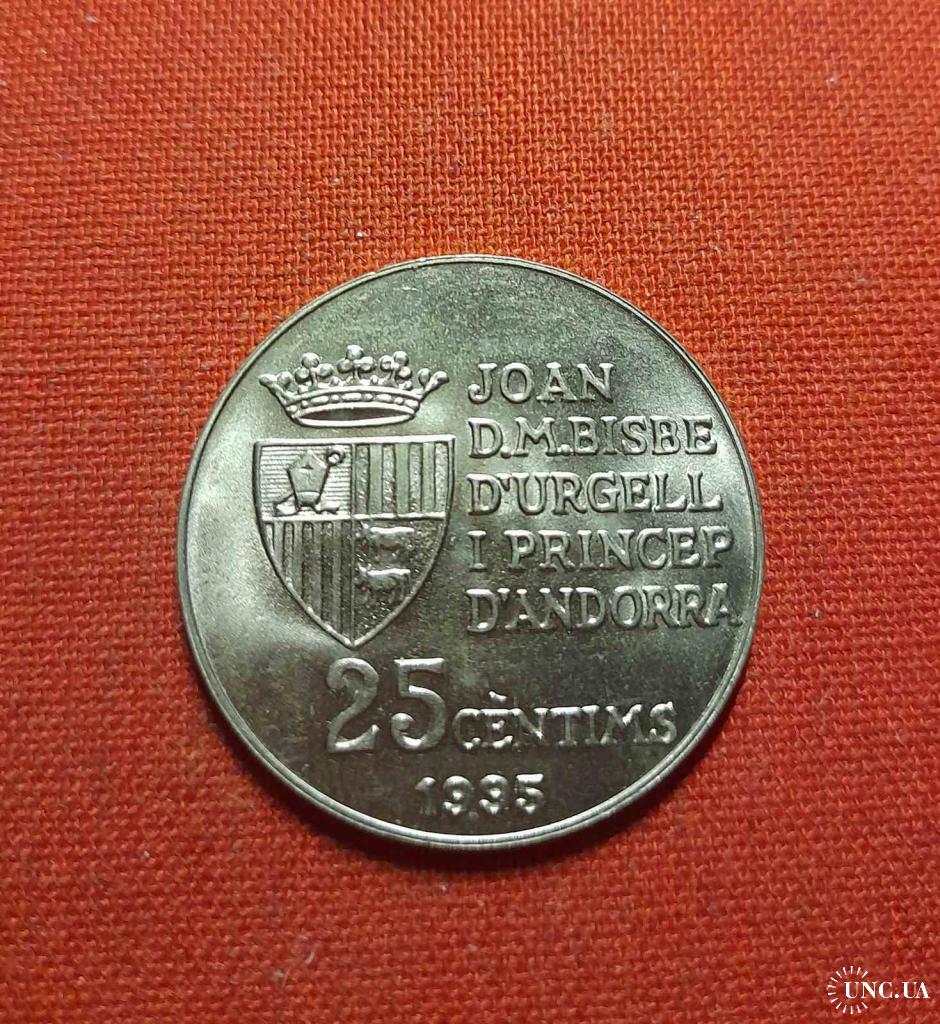 JOAN
D.M.BISBE
D'URGELL
I PRINCEP
D'ANDORRA
25 CÈNTIMS
1995
UNC.UA